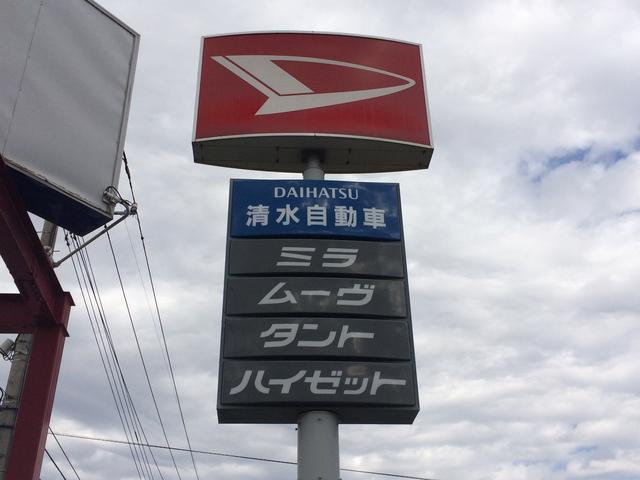 DAIHATSU
清水自動車
ミラ
ムーヴ
タント
ハイゼット